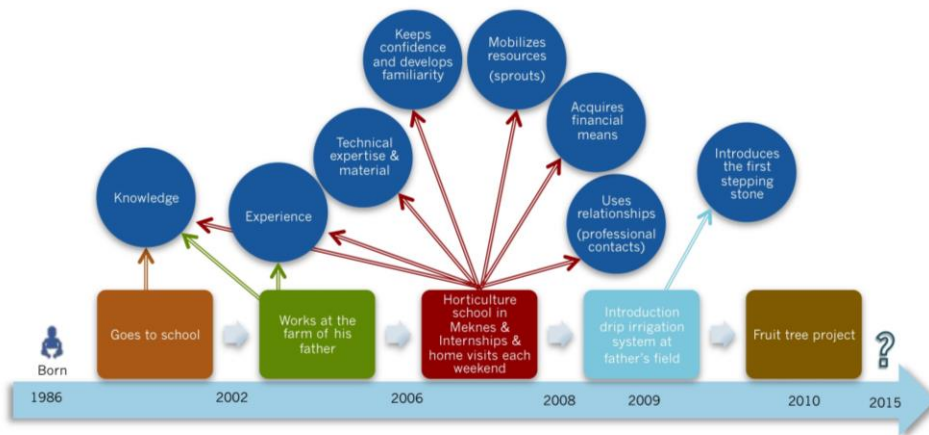 Keeps
confidence
and develops
familiarity
Mobilizes
resources
(sprouts)
Acquires
financial
means
Technical
expertise &
material
Introduces
the first
stepping
stone
Knowledge
Experience
Uses
relationships
(professional
contacts)
Goes to school
Works at the
farm of his
father
Horticulture
school in
Meknes &
Internships &
home visits each
weekend
Introduction
drip irrigation
system at
father's field
Fruit tree project
?
Born
1986
2002
2006
2008
2009
2010
2015